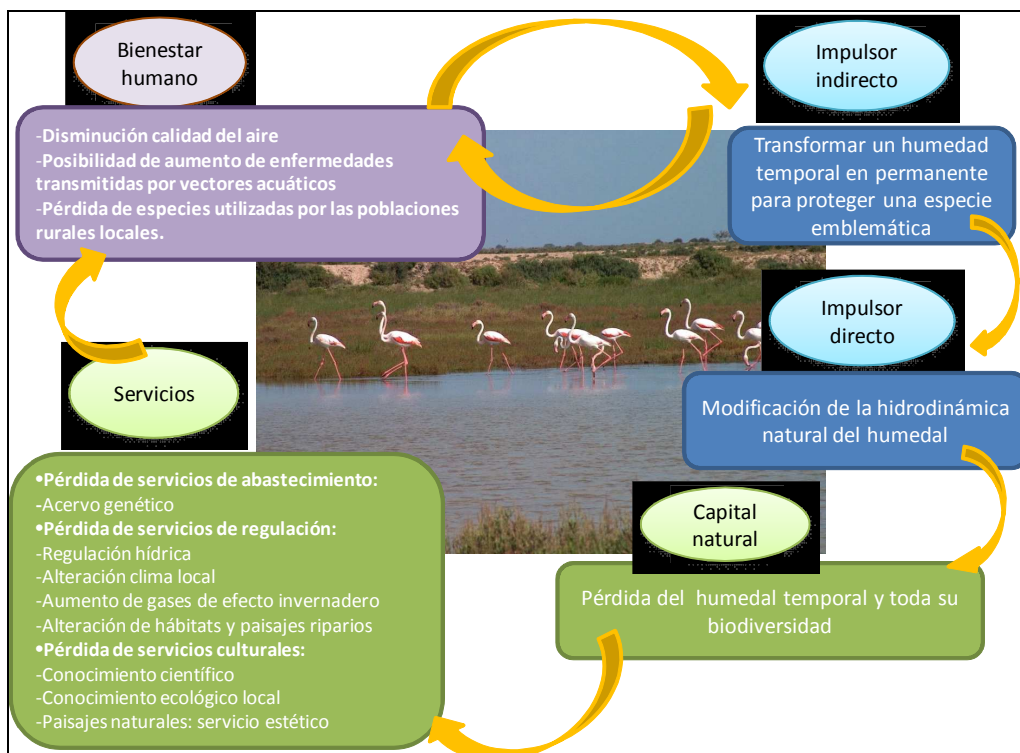 Bienestar
humano
-Disminución calidad del aire
-Posibilidad de aumento de enfermedades
transmitidas por vectores acuáticos
-Pérdida de especies utilizadas por las poblaciones
rurales locales.
Impulsor
indirecto
Transformar un humedad
temporal en permanente
para proteger una especie
emblemática
Impulsor
directo
Modificación de la hidrodinámica
natural del humedal
Capital
natural
Pérdida del humedal temporal y toda su
biodiversidad
Servicios
•Pérdida de servicios de abastecimiento:
-Acervo genético
•Pérdida de servicios de regulación:
-Regulación hídrica
-Alteración clima local
-Aumento de gases de efecto invernadero
-Alteración de hábitats y paisajes riparios
•Pérdida de servicios culturales:
-Conocimiento científico
-Conocimiento ecológico local
-Paisajes naturales: servicio estético